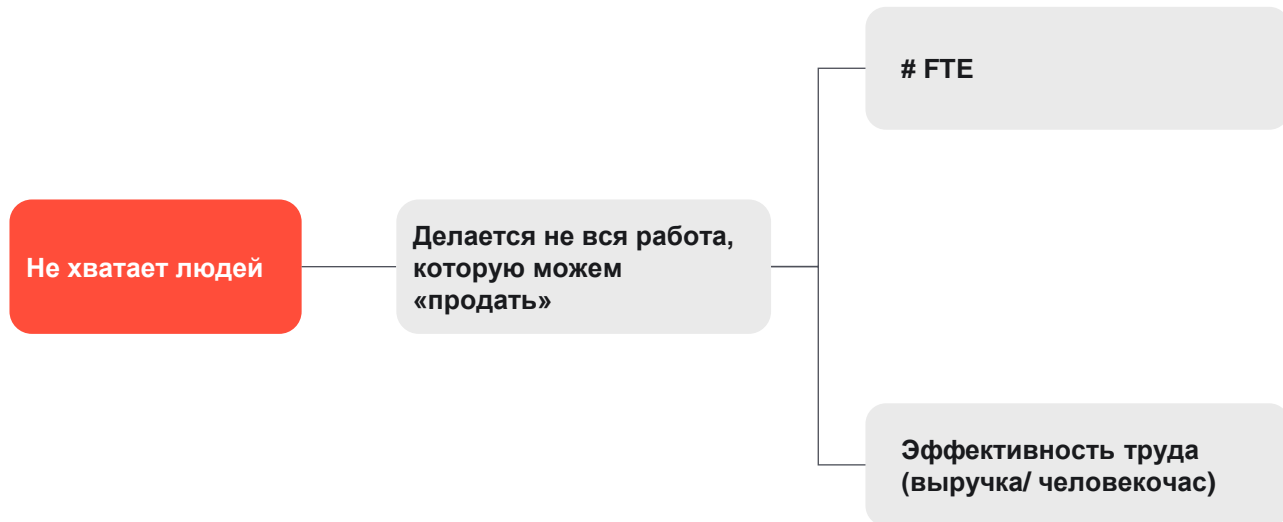 # FTE
Не хватает людей
Делается не вся работа,
которую можем
«продать»
Эффективность труда
(выручка/ человекочас)